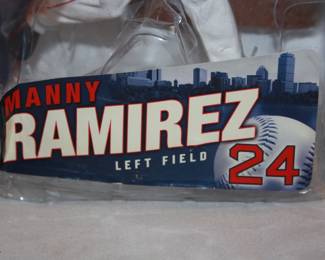 MANNY
RAMIREZ
LEFT FIELD
24